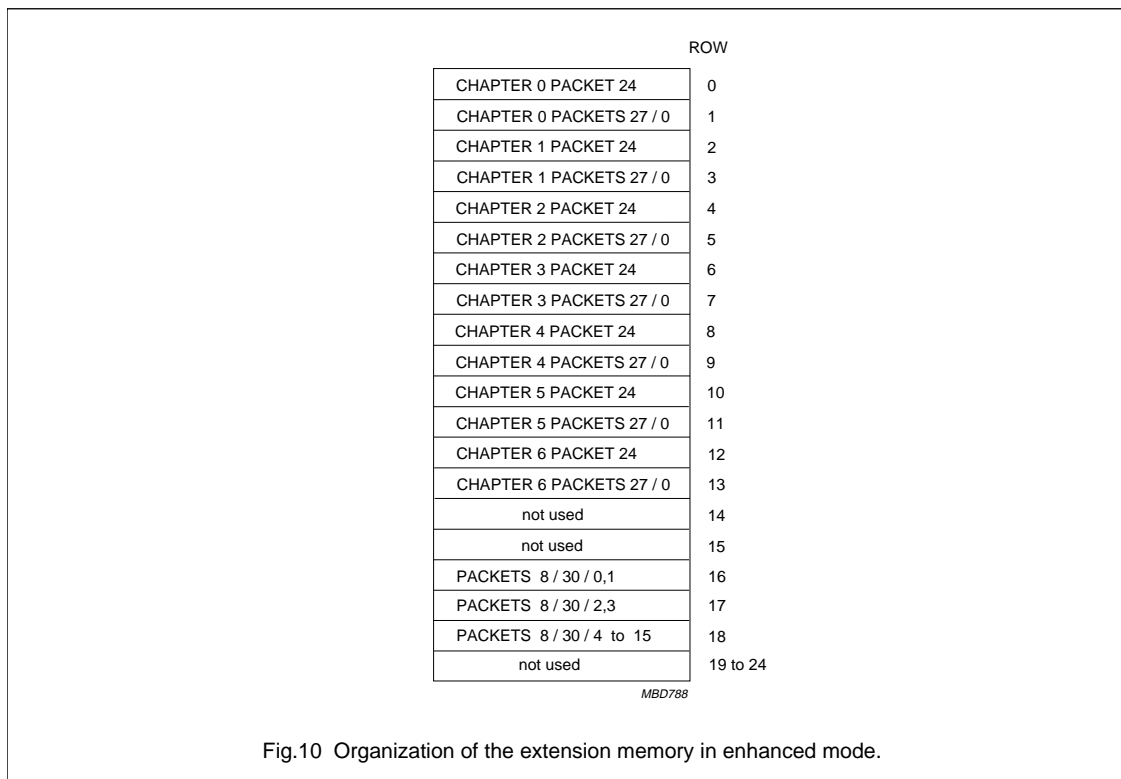 ROW
CHAPTER 0 PACKET 24 0
CHAPTER 0 PACKETS 27 / 0 1
CHAPTER 1 PACKET 24 2
CHAPTER 1 PACKETS 27 / 0 3
CHAPTER 2 PACKET 24 4
CHAPTER 2 PACKETS 27 / 0 5
CHAPTER 3 PACKET 24 6
CHAPTER 3 PACKETS 27 / 0 7
CHAPTER 4 PACKET 24 8
CHAPTER 4 PACKETS 27 / 0 9
CHAPTER 5 PACKET 24 10
CHAPTER 5 PACKETS 27 / 0 11
CHAPTER 6 PACKET 24 12
CHAPTER 6 PACKETS 27 / 0 13
not used 14
not used 15
PACKETS 8 / 30 / 0,1 16
PACKETS 8 / 30 / 2,3 17
PACKETS 8 / 30 / 4 to 15 18
not used 19 to 24
MBD788
Fig.10 Organization of the extension memory in enhanced mode.